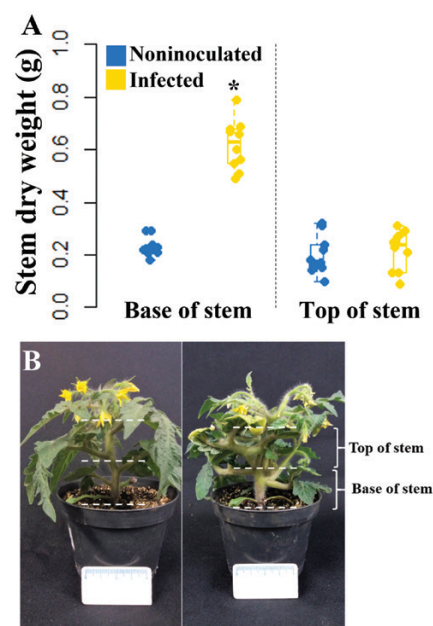 A
Stem dry weight (g)
1.0
0.8
0.6
0.4
0.2
0.0
Noninoculated
Infected
*
Base of stem
Top of stem
B
Top of stem
Base of stem